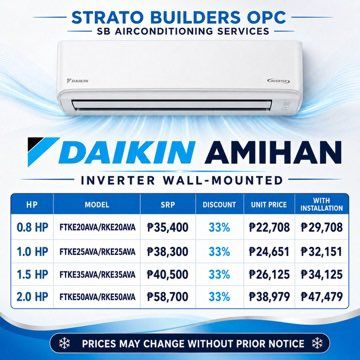 STRATO BUILDERS OPC
SB AIRCONDITIONING SERVICES
DAIKIN
INVERTER
DAIKIN AMIHAN
INVERTER WALL-MOUNTED
HP MODEL SRP DISCOUNT UNIT PRICE WITH INSTALLATION
0.8 HP FTKE20AVA/RKE20AVA ₱35,400 33% ₱22,708 ₱29,708
1.0 HP FTKE25AVA/RKE25AVA ₱38,300 33% ₱24,651 ₱32,151
1.5 HP FTKE35AVA/RKE35AVA ₱40,500 33% ₱26,125 ₱34,125
2.0 HP FTKE50AVA/RKE50AVA ₱58,700 33% ₱38,979 ₱47,479
PRICES MAY CHANGE WITHOUT PRIOR NOTICE